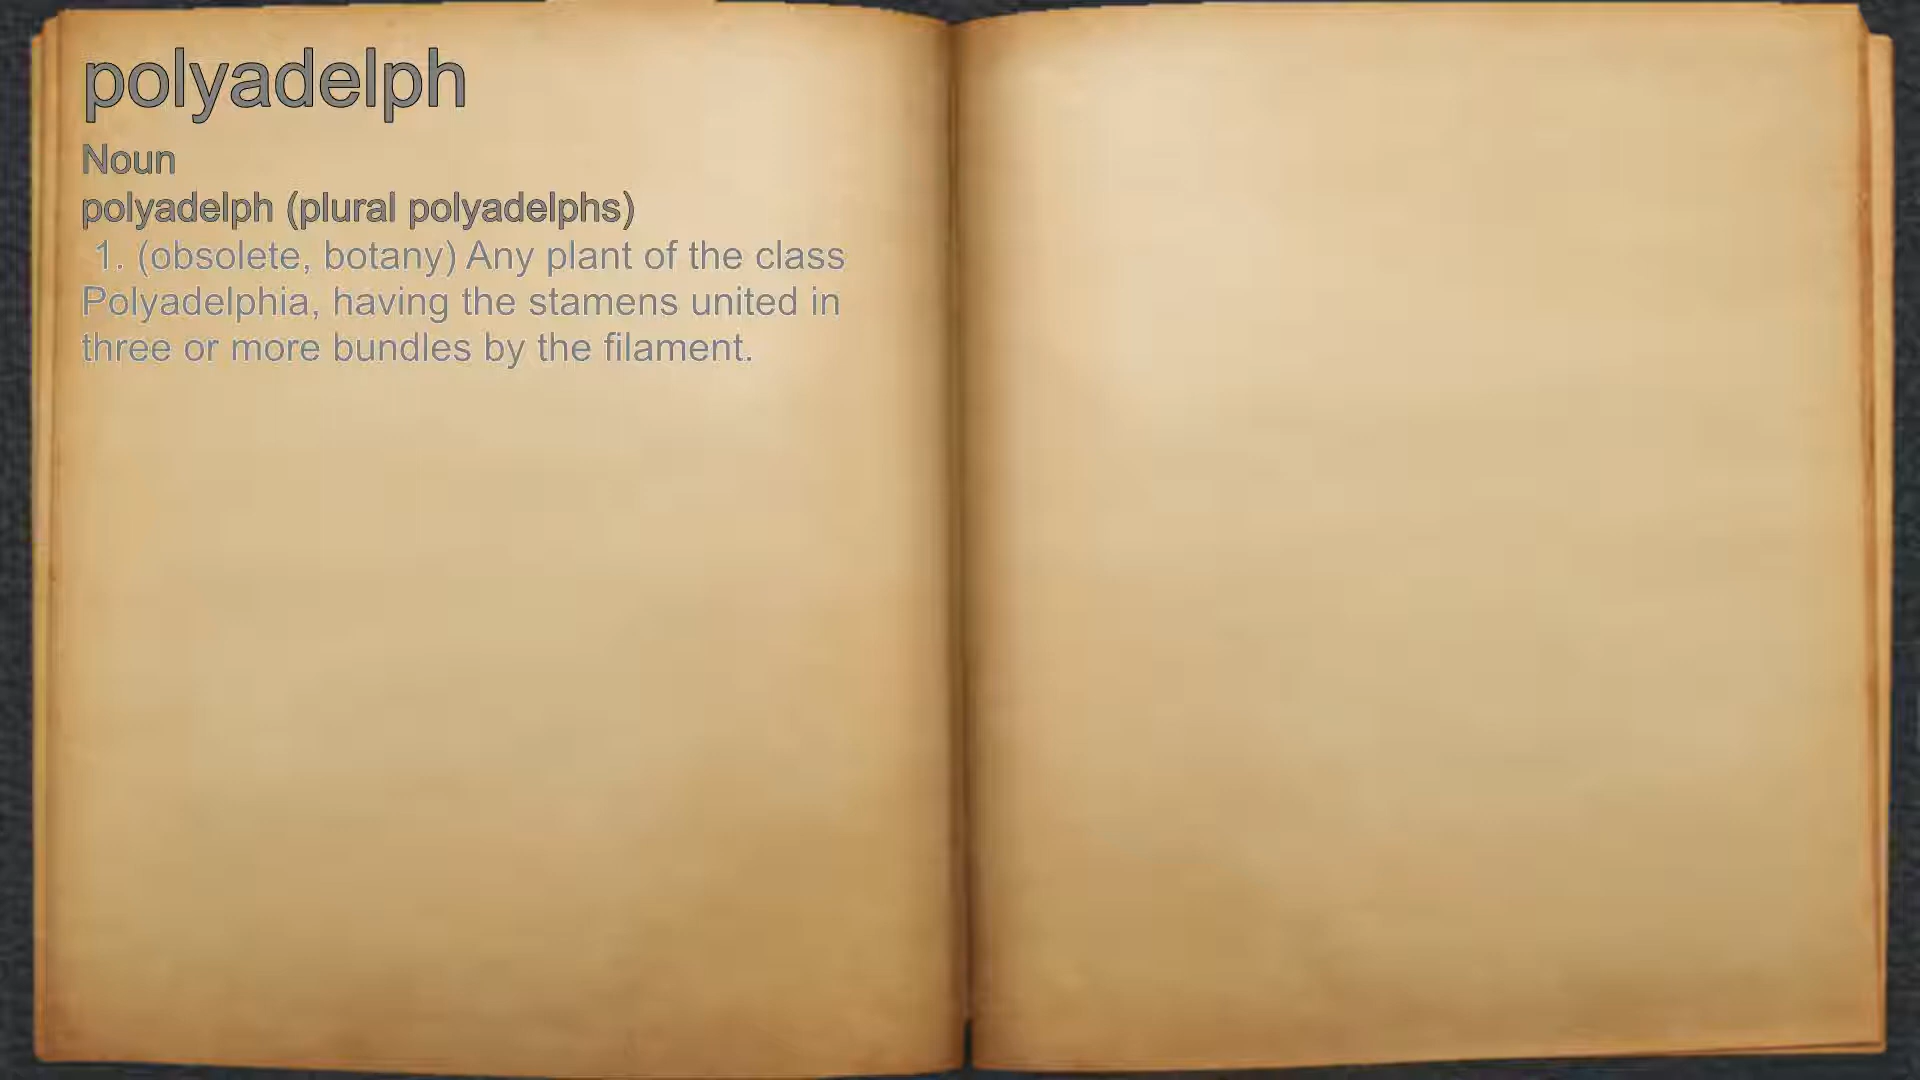 polyadelph
Noun
polyadelph (plural polyadelphs)
1. (obsolete, botany) Any plant of the class
Polyadelphia, having the stamens united in
three or more bundles by the filament.